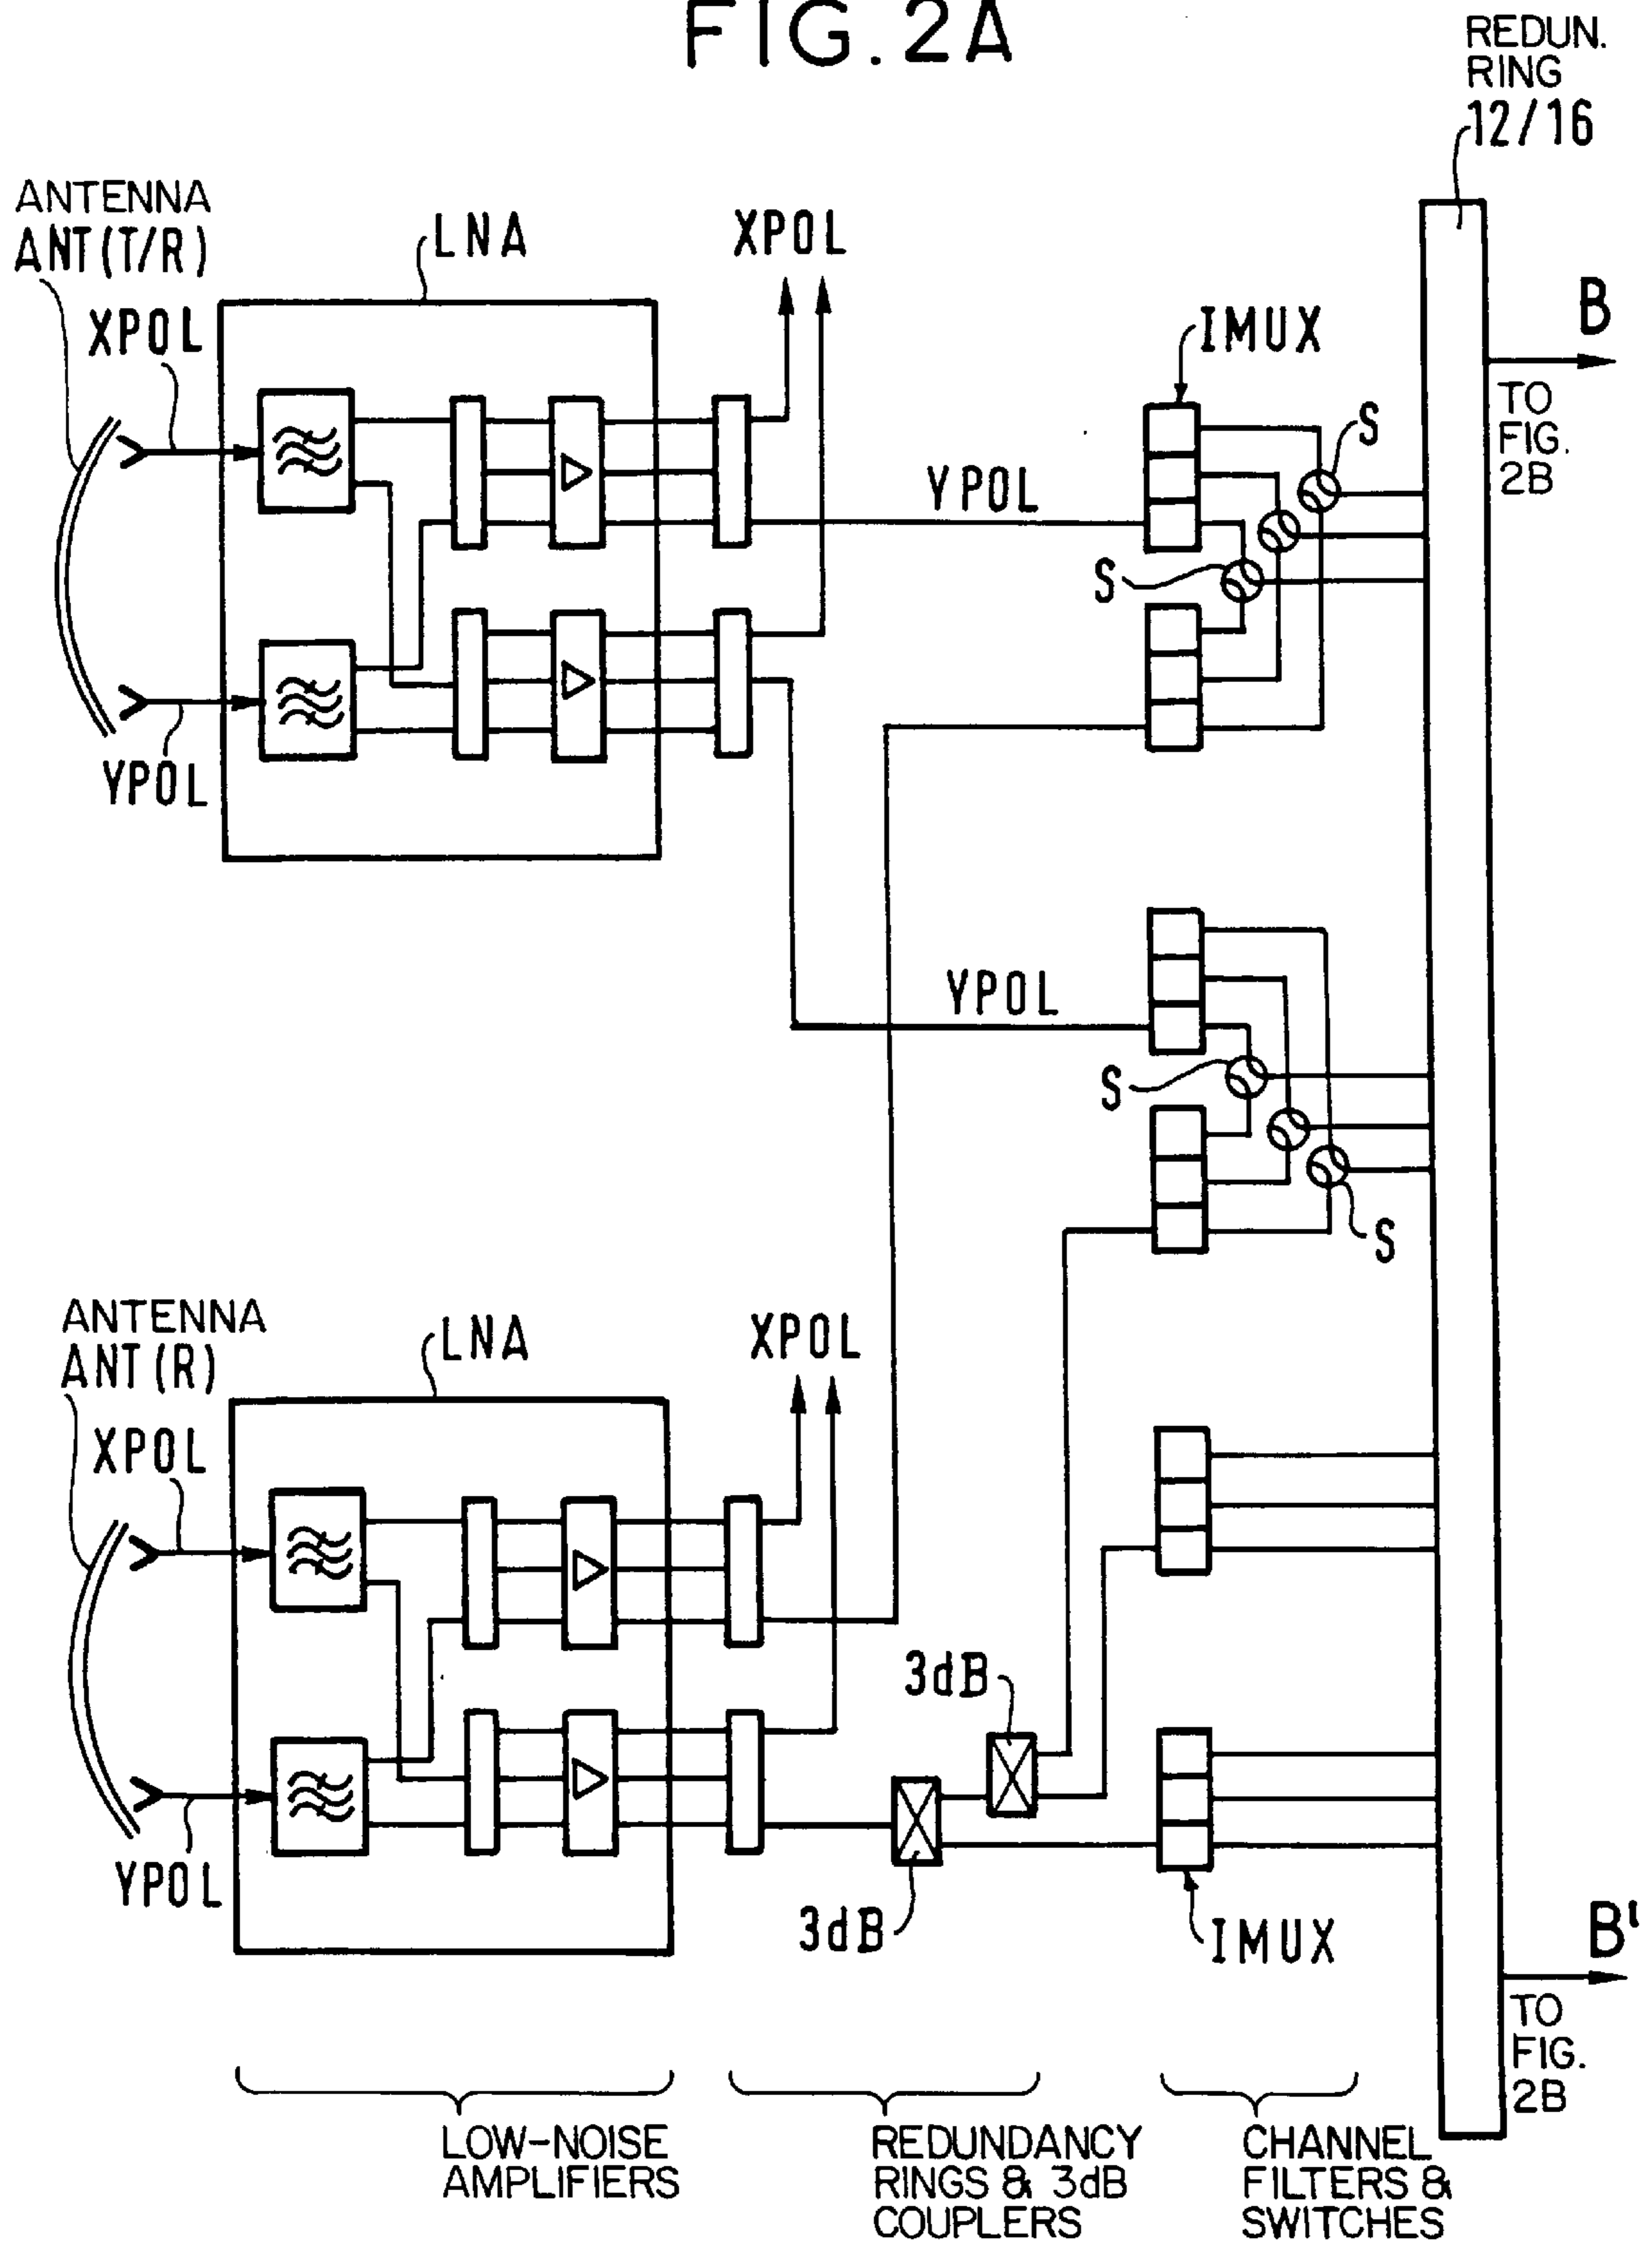 FIG. 2A
REDUN.
RING
12/16
ANTENNA
ANT (T/R)
LNA
XPOL
XPOL
IMUX
B
TO
FIG.
2B
S
YPOL
S
YPOL
YPOL
S
S
ANTENNA
ANT (R)
LNA
XPOL
XPOL
3dB
YPOL
3dB
IMUX
B'
TO
FIG.
2B
LOW-NOISE
AMPLIFIERS
REDUNDANCY
RINGS & 3dB
COUPLERS
CHANNEL
FILTERS &
SWITCHES